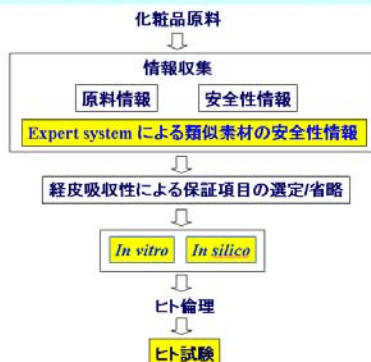 化粧品原料
情報収集
原料情報 安全性情報
Expert system による類似素材の安全性情報
経皮吸収性による保証項目の選定/省略
In vitro In silico
ヒト倫理
ヒト試験